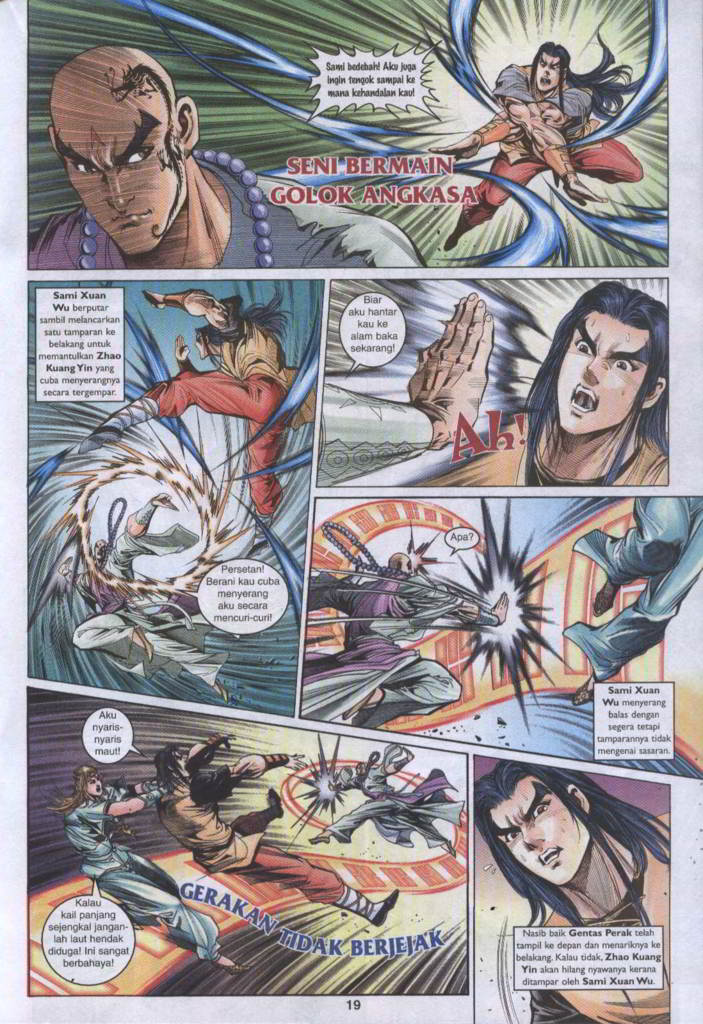 Sami bedebah! Aku juga
ingin tengok sampai ke
mana kehandalan kau!
SENI BERMAIN
GOLOK ANGKASA
Sami Xuan
Wu berputar
sambil melancarkan
satu tamparan ke
belakang untuk
memantulkan Zhao
Kuang Yin yang
cuba menyerangnya
secara tergempar.
Persetan!
Berani kau cuba
menyerang
aku secara
mencuri-curi!
Biar
aku hantar
kau ke
alam baka
sekarang!
Ah!
Apa?
Sami Xuan
Wu menyerang
balas dengan
segera tetapi
tamparannya tidak
mengenai sasaran.
Aku
nyaris-
nyaris
maut!
Kalau
kail panjang
sejengkal jangan-
lah laut hendak
diduga! Ini sangat
berbahaya!
GERAKAN TIDAK BERJEJAK
Nasib baik Gentas Perak telah
tampil ke depan dan menariknya ke
belakang. Kalau tidak, Zhao Kuang
Yin akan hilang nyawanya kerana
ditampar oleh Sami Xuan Wu.
19